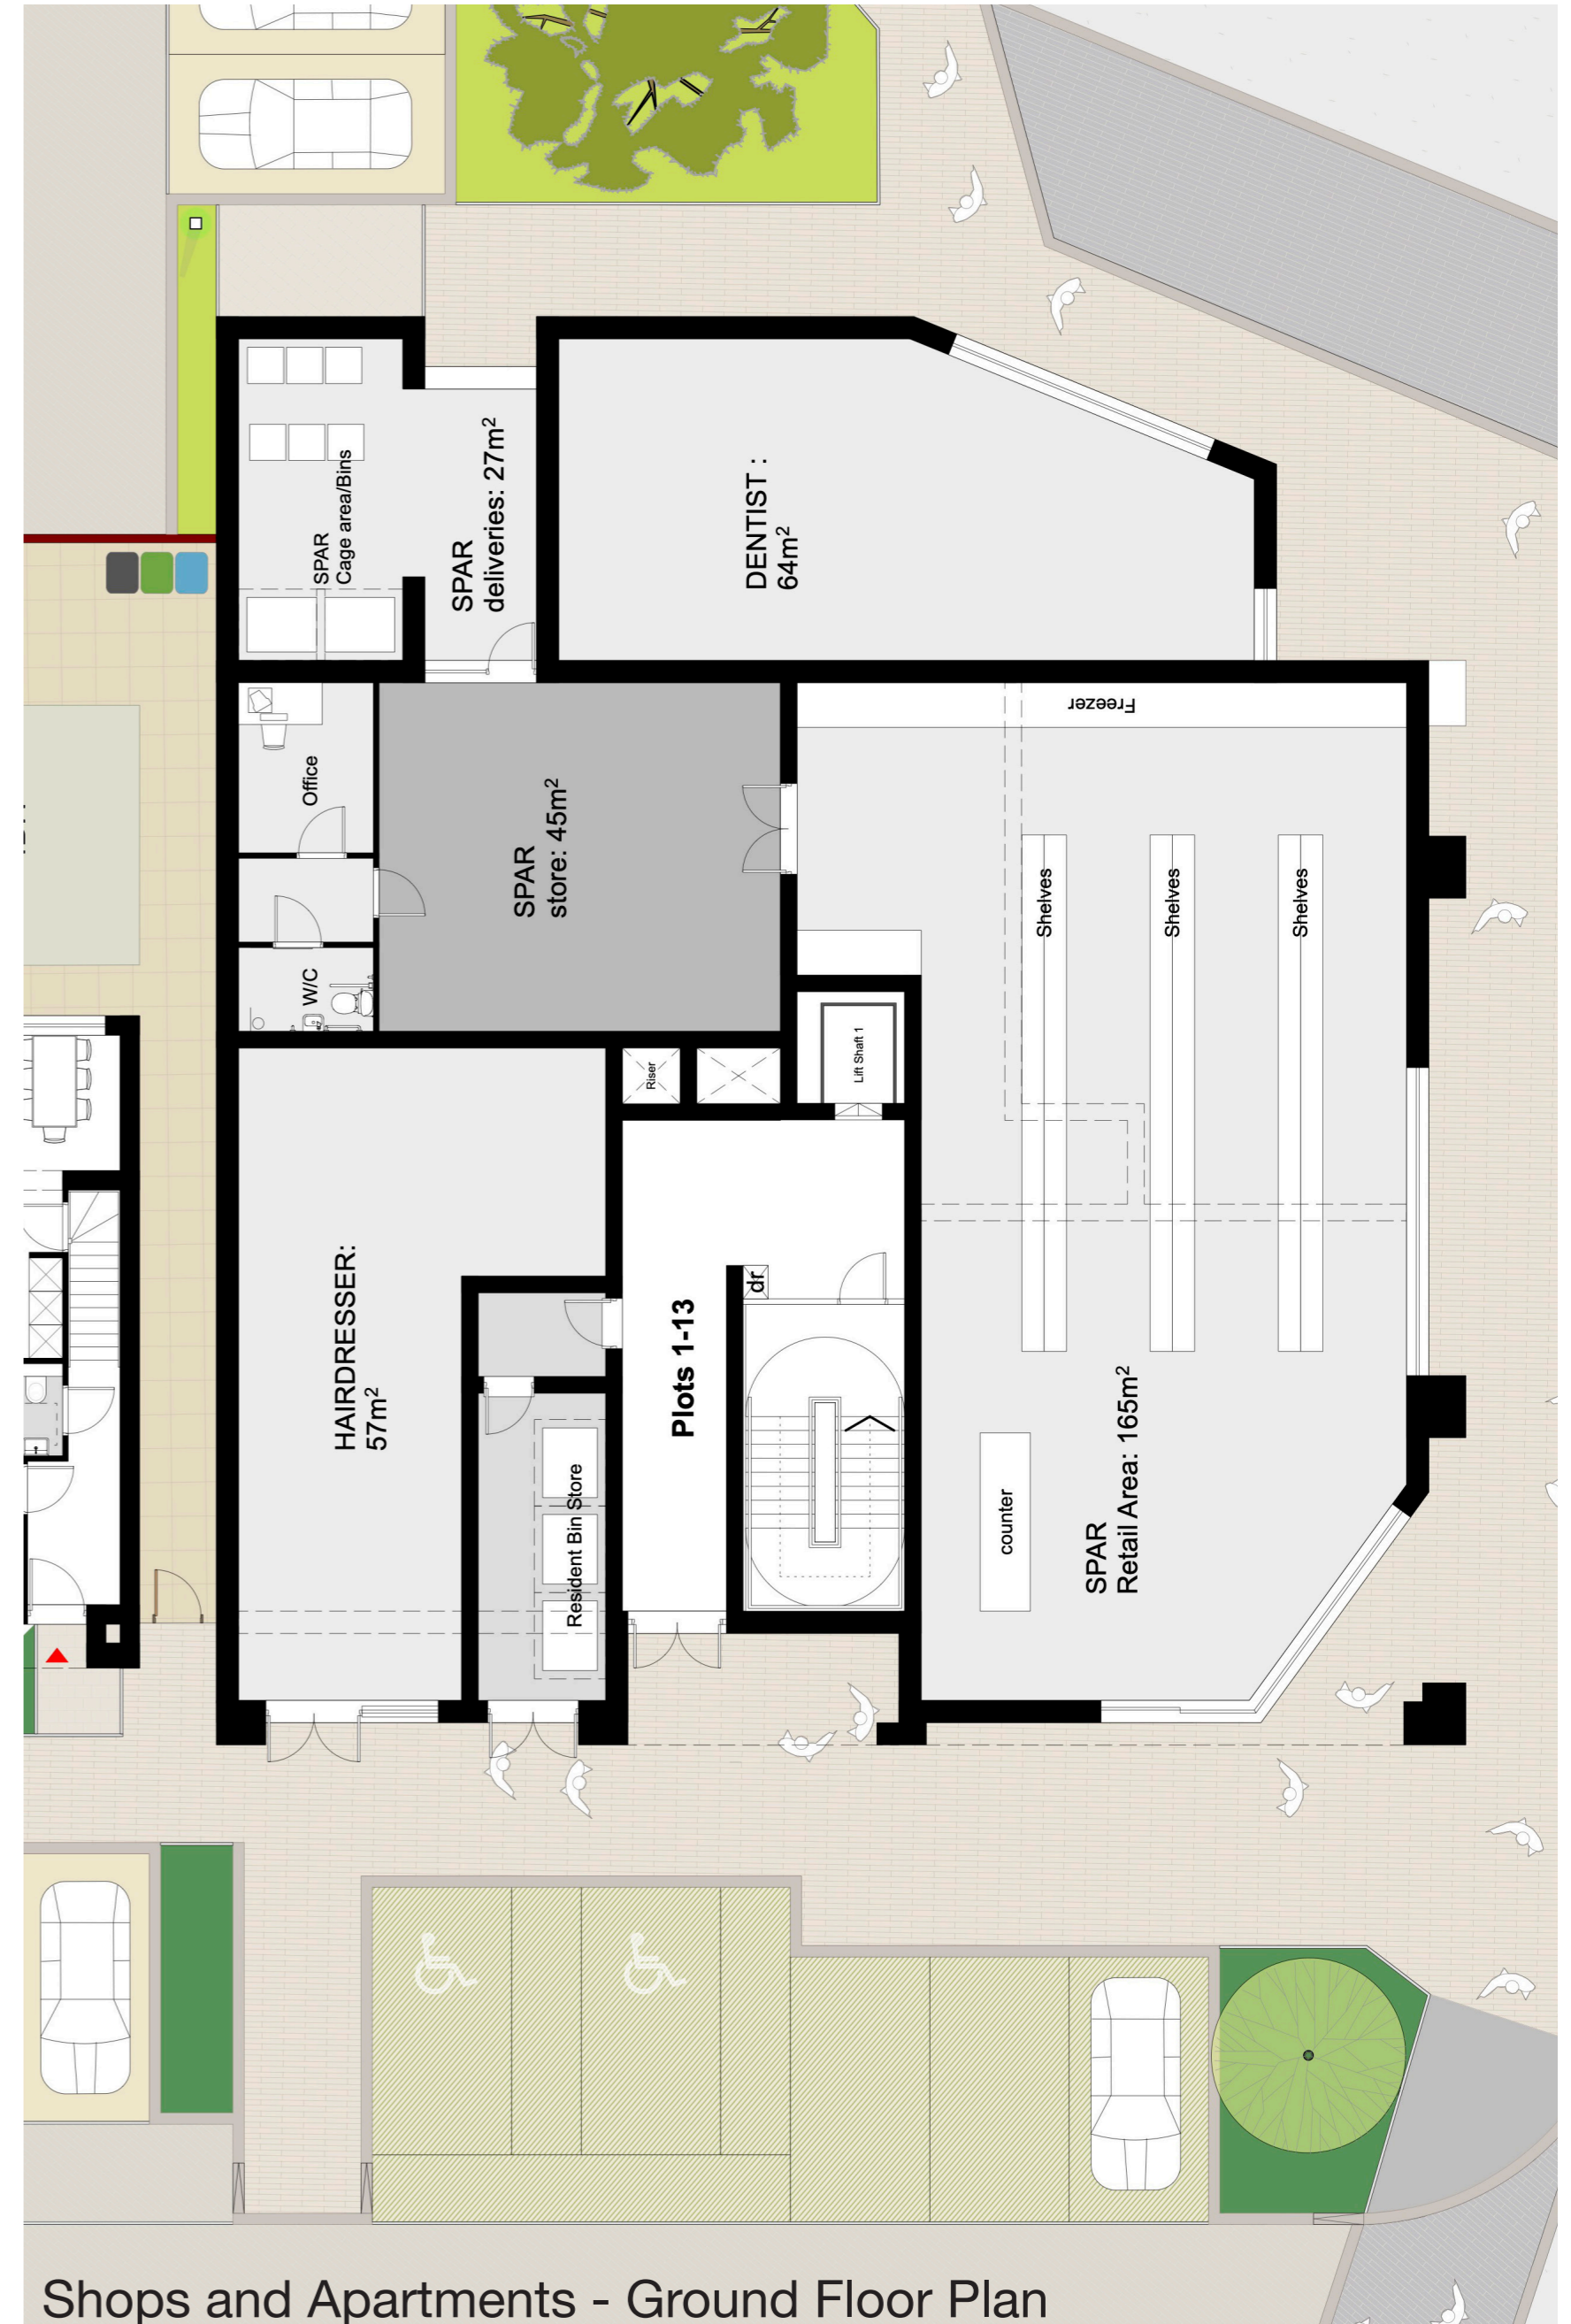 SPAR
Cage area/Bins
SPAR
deliveries: 27m²
DENTIST :
64m²
Freezer
Office
SPAR
store: 45m²
W/C
Shelves
Shelves
Shelves
Riser
Lift Shaft 1
HAIRDRESSER:
57m²
dr
Plots 1-13
Resident Bin Store
counter
SPAR
Retail Area: 165m²
Shops and Apartments - Ground Floor Plan